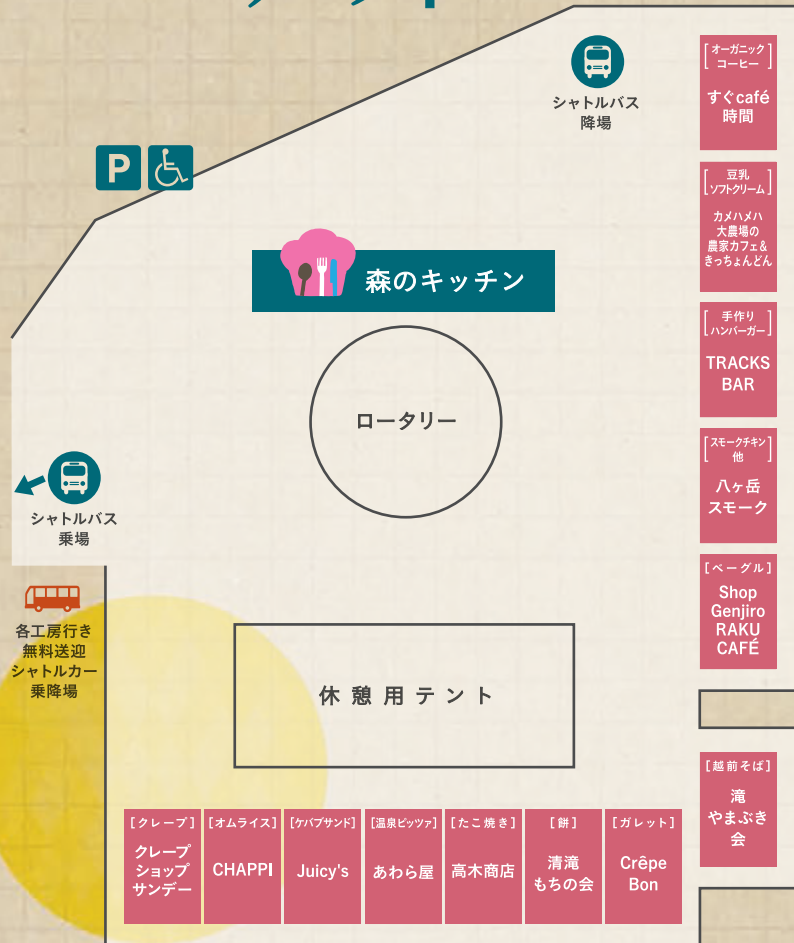 シャトルバス
降場
P
森のキッチン
ロータリー
シャトルバス
乗場
各工房行き
無料送迎
シャトルカー
乗降場
休憩用テント
[オーガニック
コーヒー]
すぐcafé
時間
[豆乳
ソフトクリーム]
カメハメハ
大農場の
農家カフェ&
きっちょんどん
[手作り
ハンバーガー]
TRACKS
BAR
[スモークチキン
他]
八ヶ岳
スモーク
[ベーグル]
Shop
Genjiro
RAKU
CAFÉ
[越前そば]
滝
やまぶき
会
[クレープ]
クレープ
ショップ
サンデー
[オムライス]
CHAPPI
[ケバブサンド]
Juicy's
[温泉ピッツァ]
あわら屋
[たこ焼き]
高木商店
[餅]
清滝
もちの会
[ガレット]
Crêpe
Bon